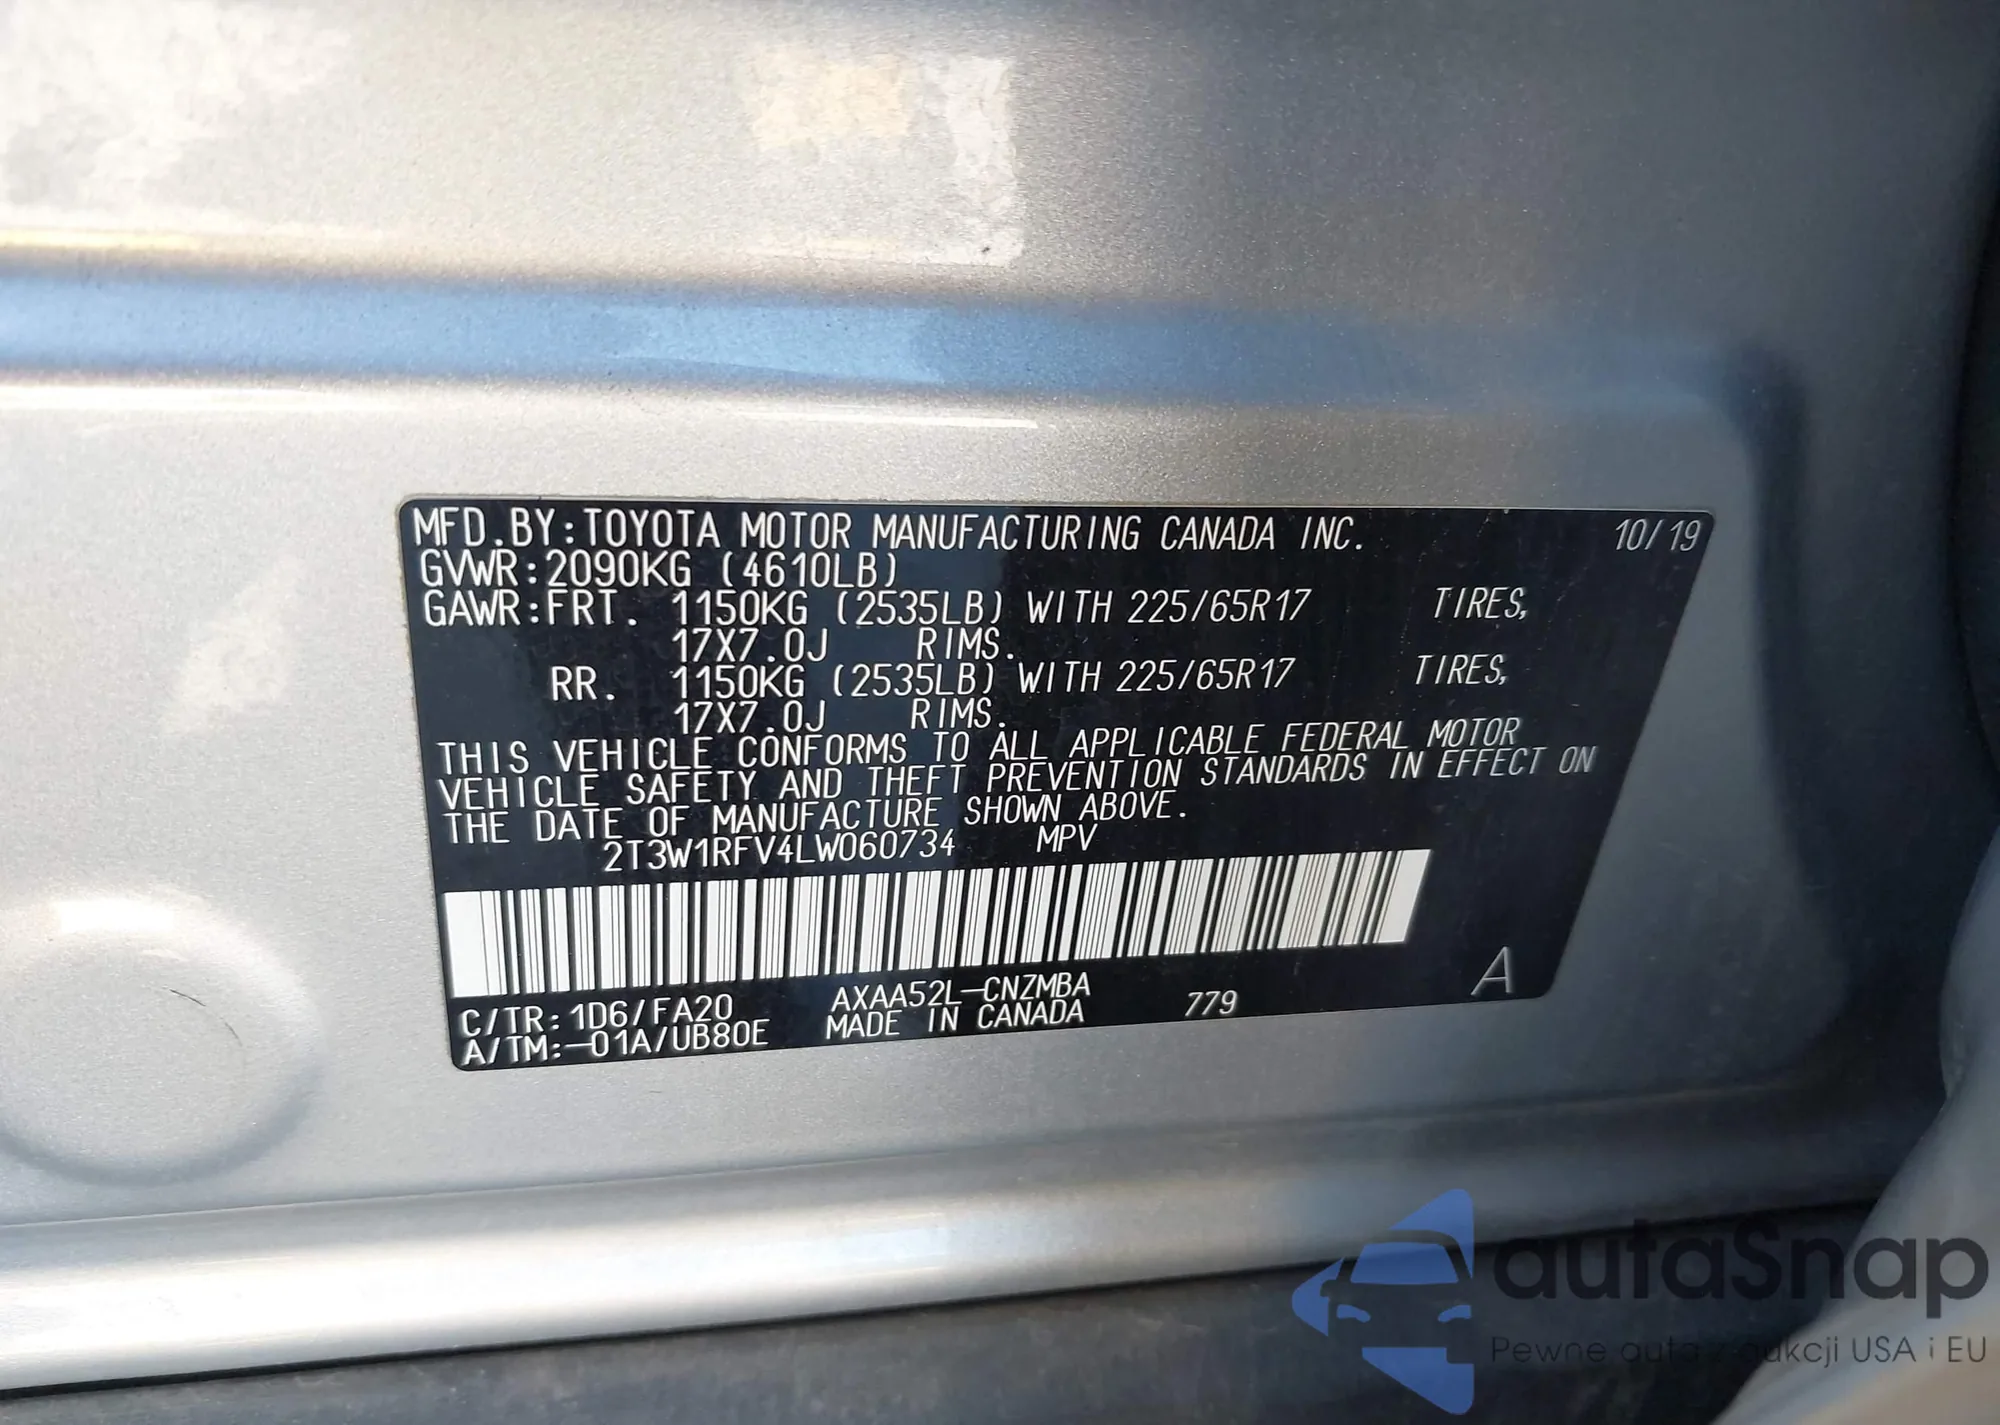 MFD.BY:TOYOTA MOTOR MANUFACTURING CANADA INC. 10/19
GVWR:2090KG (4610LB)
GAWR:FRT. 1150KG (2535LB) WITH 225/65R17 TIRES,
17X7.0J RIMS.
RR. 1150KG (2535LB) WITH 225/65R17 TIRES,
17X7.0J RIMS.
THIS VEHICLE CONFORMS TO ALL APPLICABLE FEDERAL MOTOR
VEHICLE SAFETY AND THEFT PREVENTION STANDARDS IN EFFECT ON
THE DATE OF MANUFACTURE SHOWN ABOVE.
2T3W1RFV4LW060734 MPV
A
C/TR:1D6/FA20 AXAA52L-CNZMBA 779
A/TM:-01A/UB80E MADE IN CANADA
autaSnap
Pewne auta z aukcji USA i EU